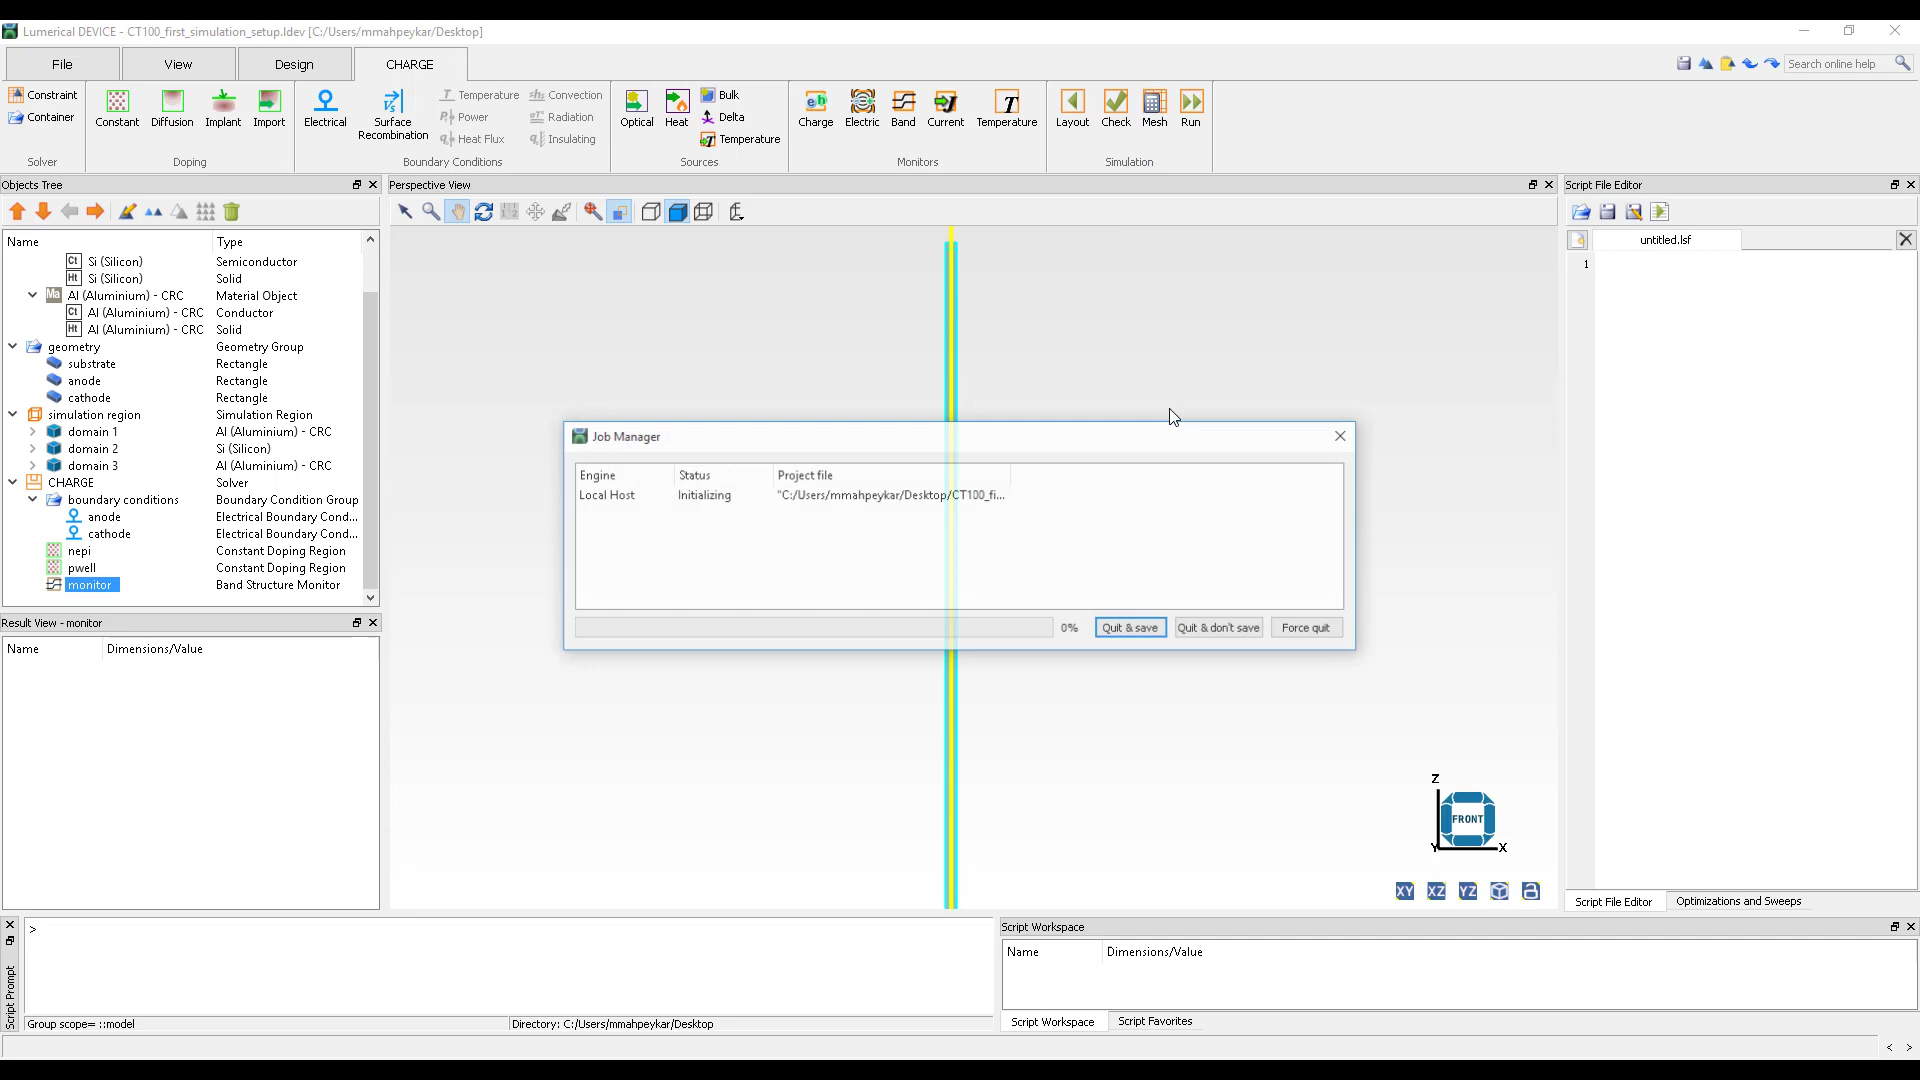 Lumerical DEVICE - CT100_first_simulation_setup.ldev [C:/Users/mmahpeykar/Desktop]
File View Design CHARGE Search online help
Constraint
Container
Solver
Constant Diffusion Implant Import
Doping
Electrical Surface Recombination
Temperature Convection
Power Radiation
Heat Flux Insulating
Boundary Conditions
Optical Heat
Bulk
Delta
Temperature
Sources
Charge Electric Band Current Temperature
Monitors
Layout Check Mesh Run
Simulation
Objects Tree
Name Type
Ct Si (Silicon) Semiconductor
Ht Si (Silicon) Solid
Ma Al (Aluminium) - CRC Material Object
Ct Al (Aluminium) - CRC Conductor
Ht Al (Aluminium) - CRC Solid
geometry Geometry Group
substrate Rectangle
anode Rectangle
cathode Rectangle
simulation region Simulation Region
domain 1 Al (Aluminium) - CRC
domain 2 Si (Silicon)
domain 3 Al (Aluminium) - CRC
CHARGE Solver
boundary conditions Boundary Condition Group
anode Electrical Boundary Cond...
cathode Electrical Boundary Cond...
nepi Constant Doping Region
pwell Constant Doping Region
monitor Band Structure Monitor
Result View - monitor
Name Dimensions/Value
Perspective View
Job Manager
Engine Status Project file
Local Host Initializing "C:/Users/mmahpeykar/Desktop/CT100_fi...
0% Quit & save Quit & don't save Force quit
Z
FRONT
Y X
XY XZ YZ
Script File Editor
untitled.lsf
1
Script File Editor Optimizations and Sweeps
Script Prompt
>
Group scope= ::model Directory: C:/Users/mmahpeykar/Desktop
Script Workspace
Name Dimensions/Value
Script Workspace Script Favorites
< >